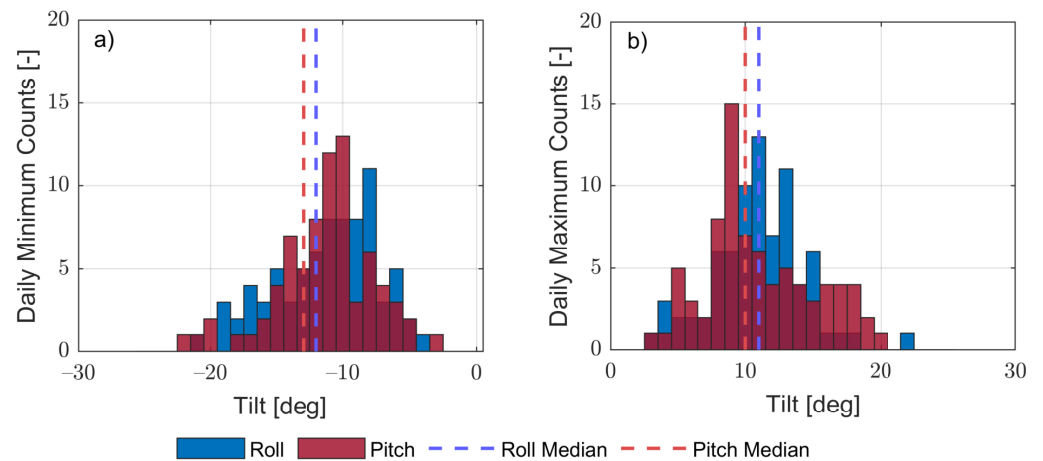 a)
Daily Minimum Counts [-]
20
15
10
5
0
–30
–20
–10
0
Tilt [deg]
b)
Daily Maximum Counts [-]
20
15
10
5
0
0
10
20
30
Tilt [deg]
Roll
Pitch
Roll Median
Pitch Median